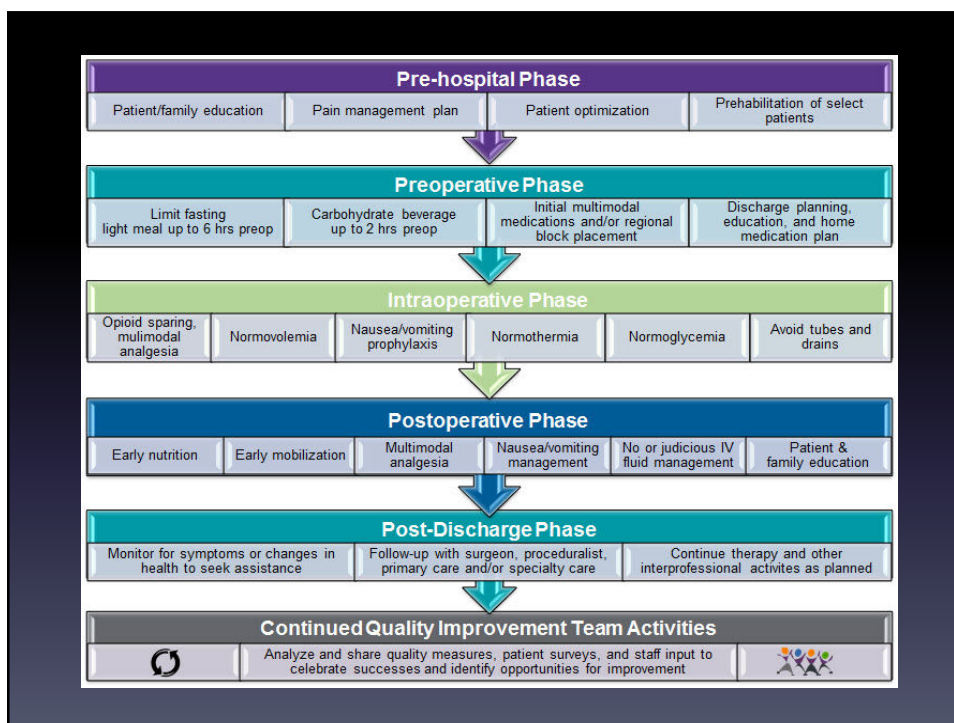 Pre-hospital Phase
Patient/family education
Pain management plan
Patient optimization
Prehabilitation of select
patients
Preoperative Phase
Limit fasting
light meal up to 6 hrs preop
Carbohydrate beverage
up to 2 hrs preop
Initial multimodal
medications and/or regional
block placement
Discharge planning,
education, and home
medication plan
Intraoperative Phase
Opioid sparing,
mulimodal
analgesia
Normovolemia
Nausea/vomiting
prophylaxis
Normothermia
Normoglycemia
Avoid tubes and
drains
Postoperative Phase
Early nutrition
Early mobilization
Multimodal
analgesia
Nausea/vomiting
management
No or judicious IV
fluid management
Patient &
family education
Post-Discharge Phase
Monitor for symptoms or changes in
health to seek assistance
Follow-up with surgeon, proceduralist,
primary care and/or specialty care
Continue therapy and other
interprofessional activites as planned
Continued Quality Improvement Team Activities
Analyze and share quality measures, patient surveys, and staff input to
celebrate successes and identify opportunities for improvement